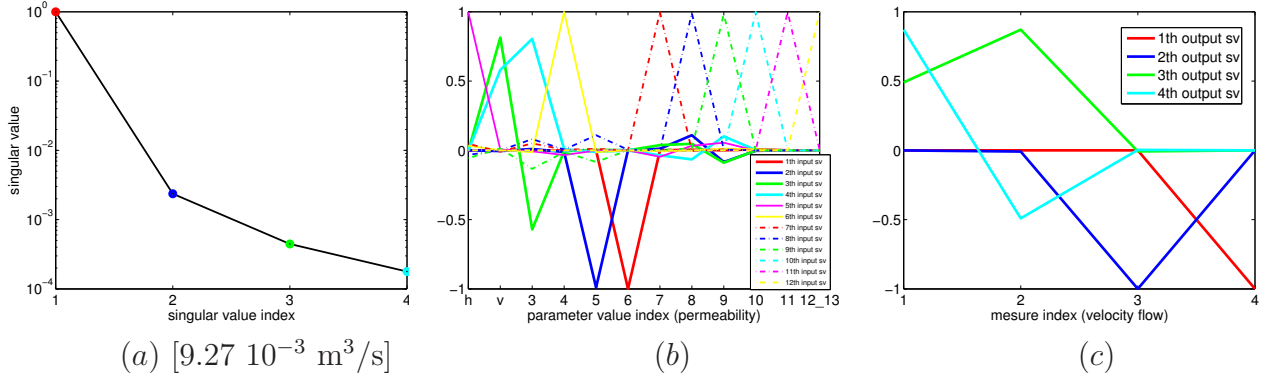 10^0
10^−1
10^−2
10^−3
10^−4
singular value
1 2 3 4
singular value index
(a) [9.27 10^−3 m^3/s]
1
0.5
0
−0.5
−1
h v 3 4 5 6 7 8 9 10 11 12_13
parameter value index (permeability)
1th input sv
2th input sv
3th input sv
4th input sv
5th input sv
6th input sv
7th input sv
8th input sv
9th input sv
10th input sv
11th input sv
12th input sv
(b)
1
0.5
0
−0.5
−1
1 2 3 4
mesure index (velocity flow)
1th output sv
2th output sv
3th output sv
4th output sv
(c)